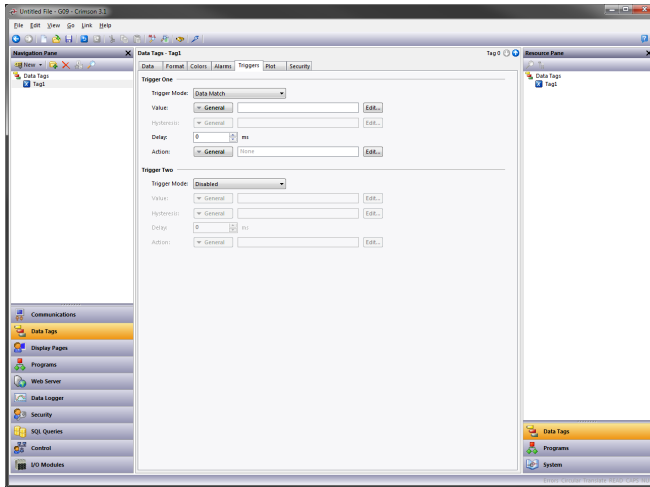 Untitled File - G09 - Crimson 3.1
File Edit View Go Link Help
Navigation Pane
Data Tags - Tag1
Tag 0
Resource Pane
New
Data Format Colors Alarms Triggers Plot Security
Data Tags
Tag1
Data Tags
Tag1
Trigger One
Trigger Mode: Data Match
Value: General Edit...
Hysteresis: General Edit...
Delay: 0 ms
Action: General None Edit...
Trigger Two
Trigger Mode: Disabled
Value: General Edit...
Hysteresis: General Edit...
Delay: 0 ms
Action: General Edit...
Communications
Data Tags
Display Pages
Programs
Web Server
Data Logger
Security
SQL Queries
Control
I/O Modules
Data Tags
Programs
System
READ CAPS